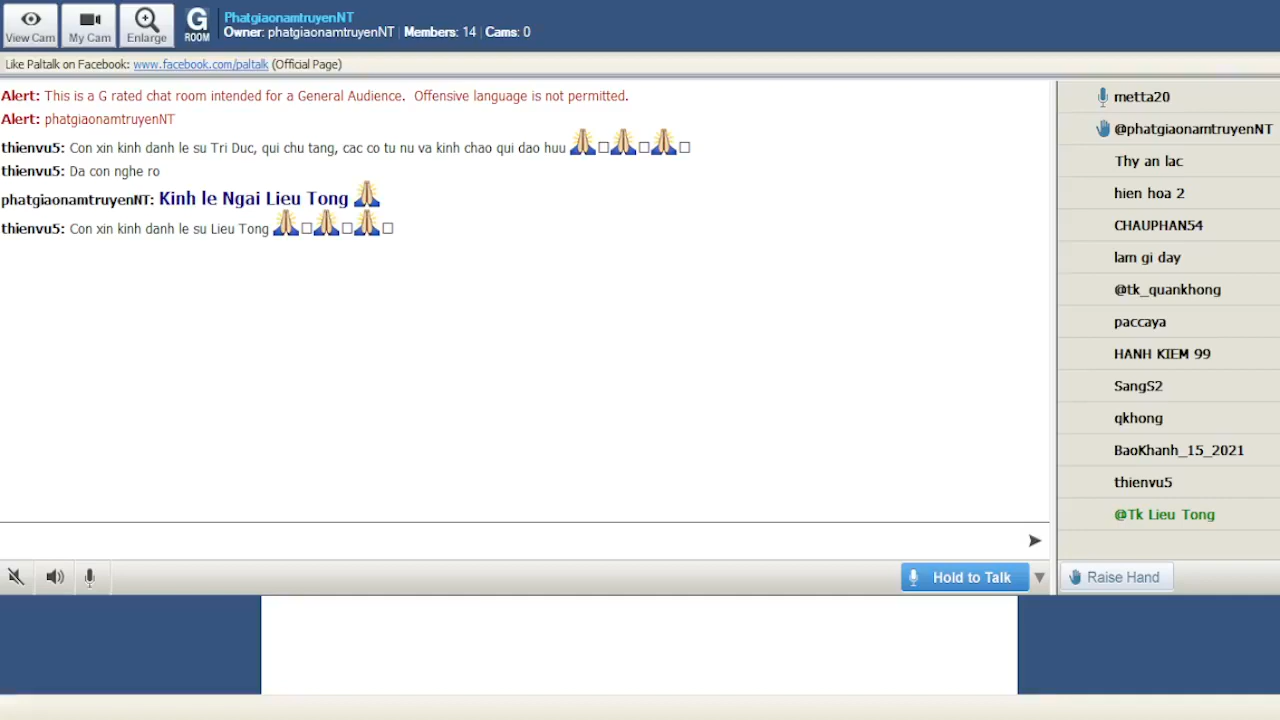 View Cam
My Cam
Enlarge
G
ROOM
PhatgiaonamtruyenNT
Owner: phatgiaonamtruyenNT | Members: 14 | Cams: 0
Like Paltalk on Facebook: www.facebook.com/paltalk (Official Page)
Alert: This is a G rated chat room intended for a General Audience. Offensive language is not permitted.
Alert: phatgiaonamtruyenNT
thienvu5: Con xin kinh danh le su Tri Duc, qui chu tang, cac co tu nu va kinh chao qui dao huu 🙏□🙏□🙏□
thienvu5: Da con nghe ro
phatgiaonamtruyenNT: Kinh le Ngai Lieu Tong 🙏
thienvu5: Con xin kinh danh le su Lieu Tong 🙏□🙏□🙏□
metta20
@phatgiaonamtruyenNT
Thy an lac
hien hoa 2
CHAUPHAN54
lam gi day
@tk_quankhong
paccaya
HANH KIEM 99
SangS2
qkhong
BaoKhanh_15_2021
thienvu5
@Tk Lieu Tong
Hold to Talk
Raise Hand